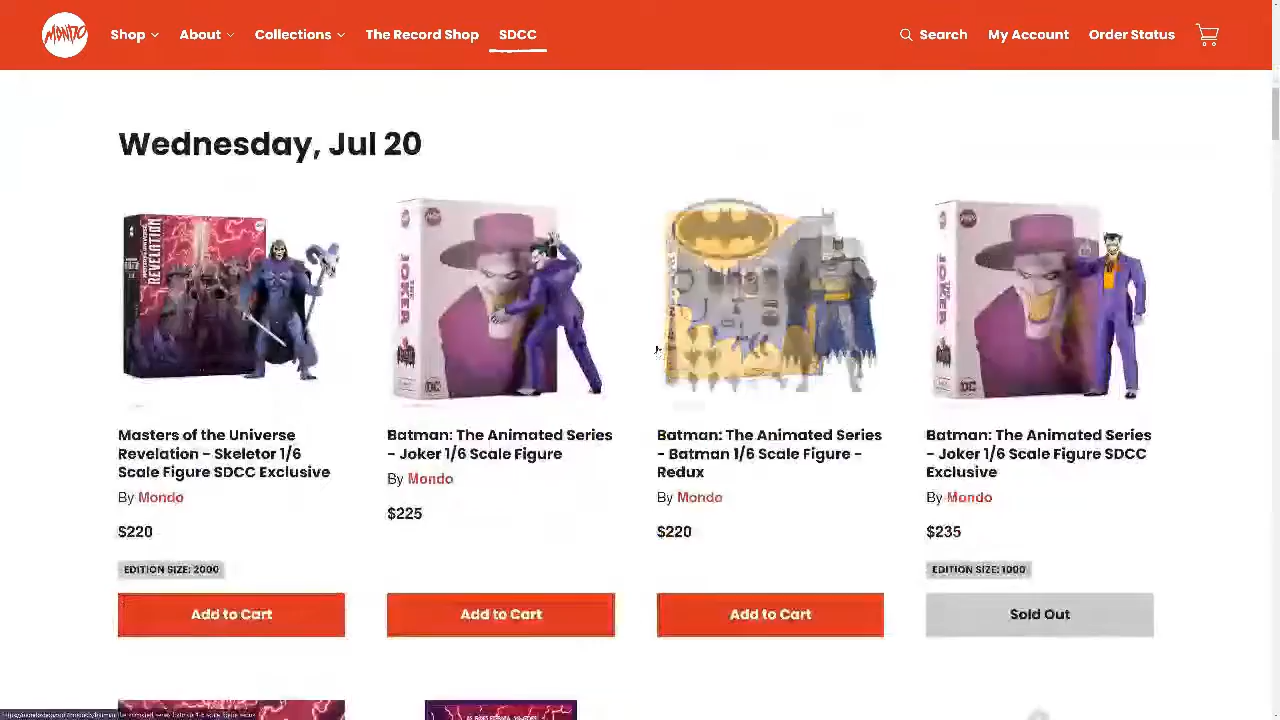 MONDO
Shop
About
Collections
The Record Shop
SDCC
Search
My Account
Order Status
Wednesday, Jul 20
REVELATION
JOKER
JOKER
Masters of the Universe
Revelation - Skeletor 1/6
Scale Figure SDCC Exclusive
By Mondo
$220
EDITION SIZE: 2000
Add to Cart
Batman: The Animated Series
- Joker 1/6 Scale Figure
By Mondo
$225
Add to Cart
Batman: The Animated Series
- Batman 1/6 Scale Figure -
Redux
By Mondo
$220
Add to Cart
Batman: The Animated Series
- Joker 1/6 Scale Figure SDCC
Exclusive
By Mondo
$235
EDITION SIZE: 1000
Sold Out